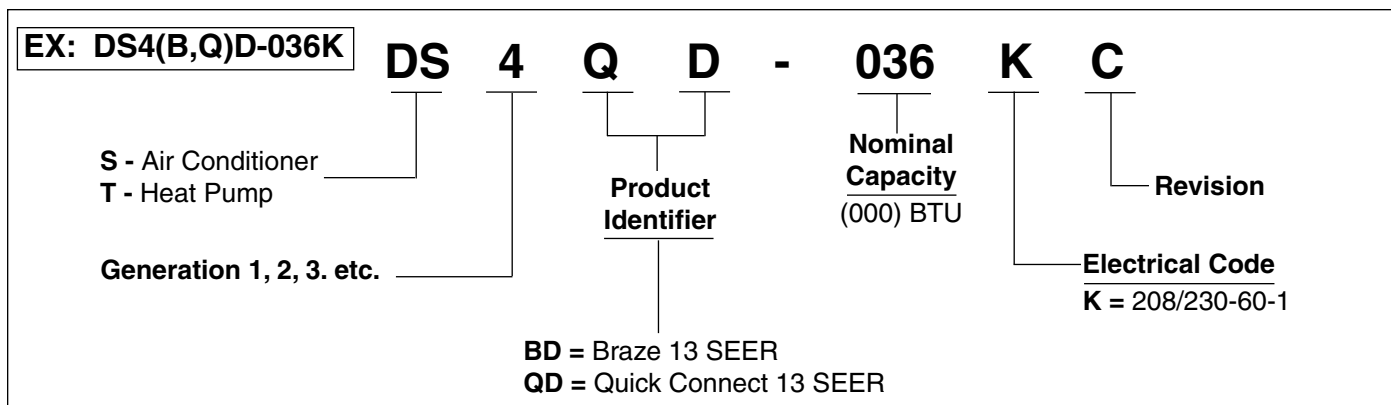 EX: DS4(B,Q)D-036K
DS 4 Q D - 036 K C
S - Air Conditioner
T - Heat Pump
Generation 1, 2, 3. etc.
Product
Identifier
BD = Braze 13 SEER
QD = Quick Connect 13 SEER
Nominal
Capacity
(000) BTU
Revision
Electrical Code
K = 208/230-60-1